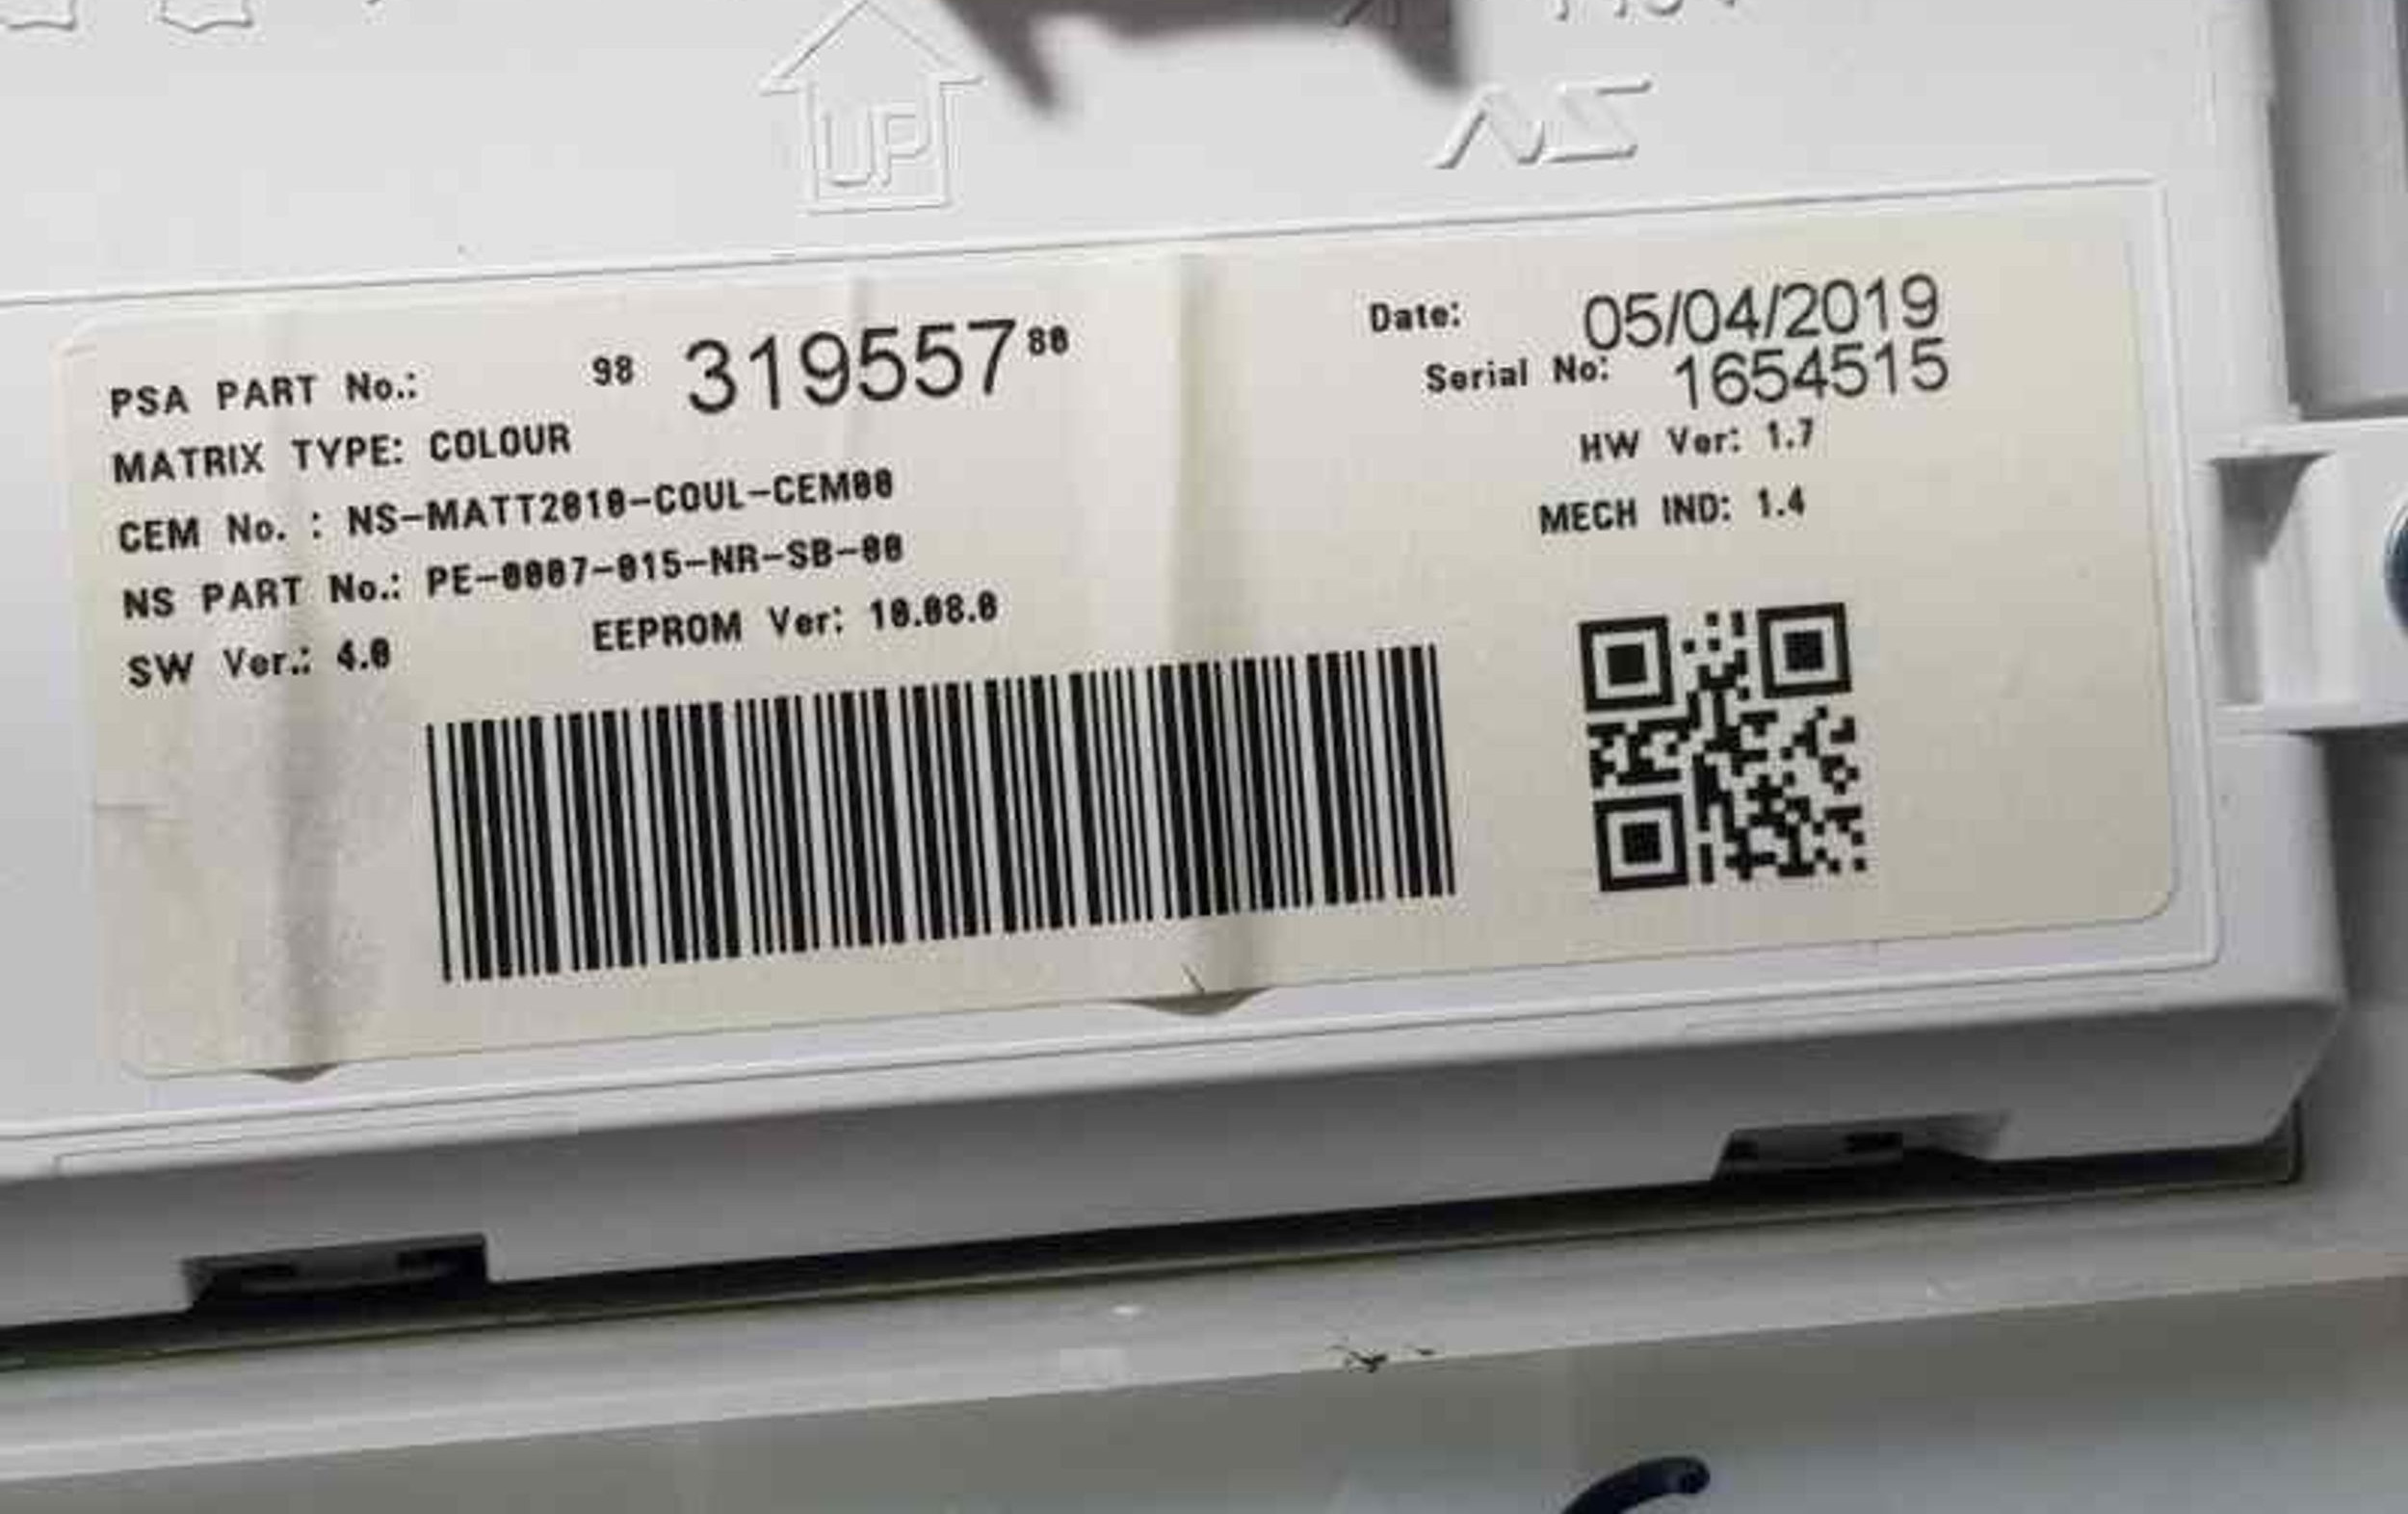 UP
NS
PSA PART No.: 98 319557 80
MATRIX TYPE: COLOUR
CEM No. : NS-MATT2010-COUL-CEM00
NS PART No.: PE-0007-015-NR-SB-00
SW Ver.: 4.0 EEPROM Ver: 10.08.0
Date: 05/04/2019
Serial No: 1654515
HW Ver: 1.7
MECH IND: 1.4